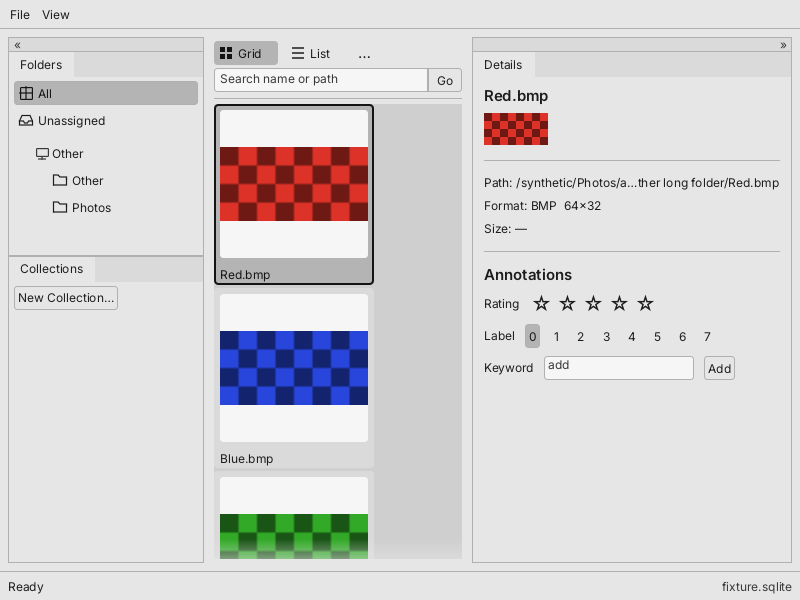 File View
«
Folders
All
Unassigned
Other
Other
Photos
Collections
New Collection...
Grid List ...
Search name or path Go
Red.bmp
Blue.bmp
»
Details
Red.bmp
Path: /synthetic/Photos/a...ther long folder/Red.bmp
Format: BMP 64×32
Size: —
Annotations
Rating ☆ ☆ ☆ ☆ ☆
Label 0 1 2 3 4 5 6 7
Keyword add Add
Ready fixture.sqlite